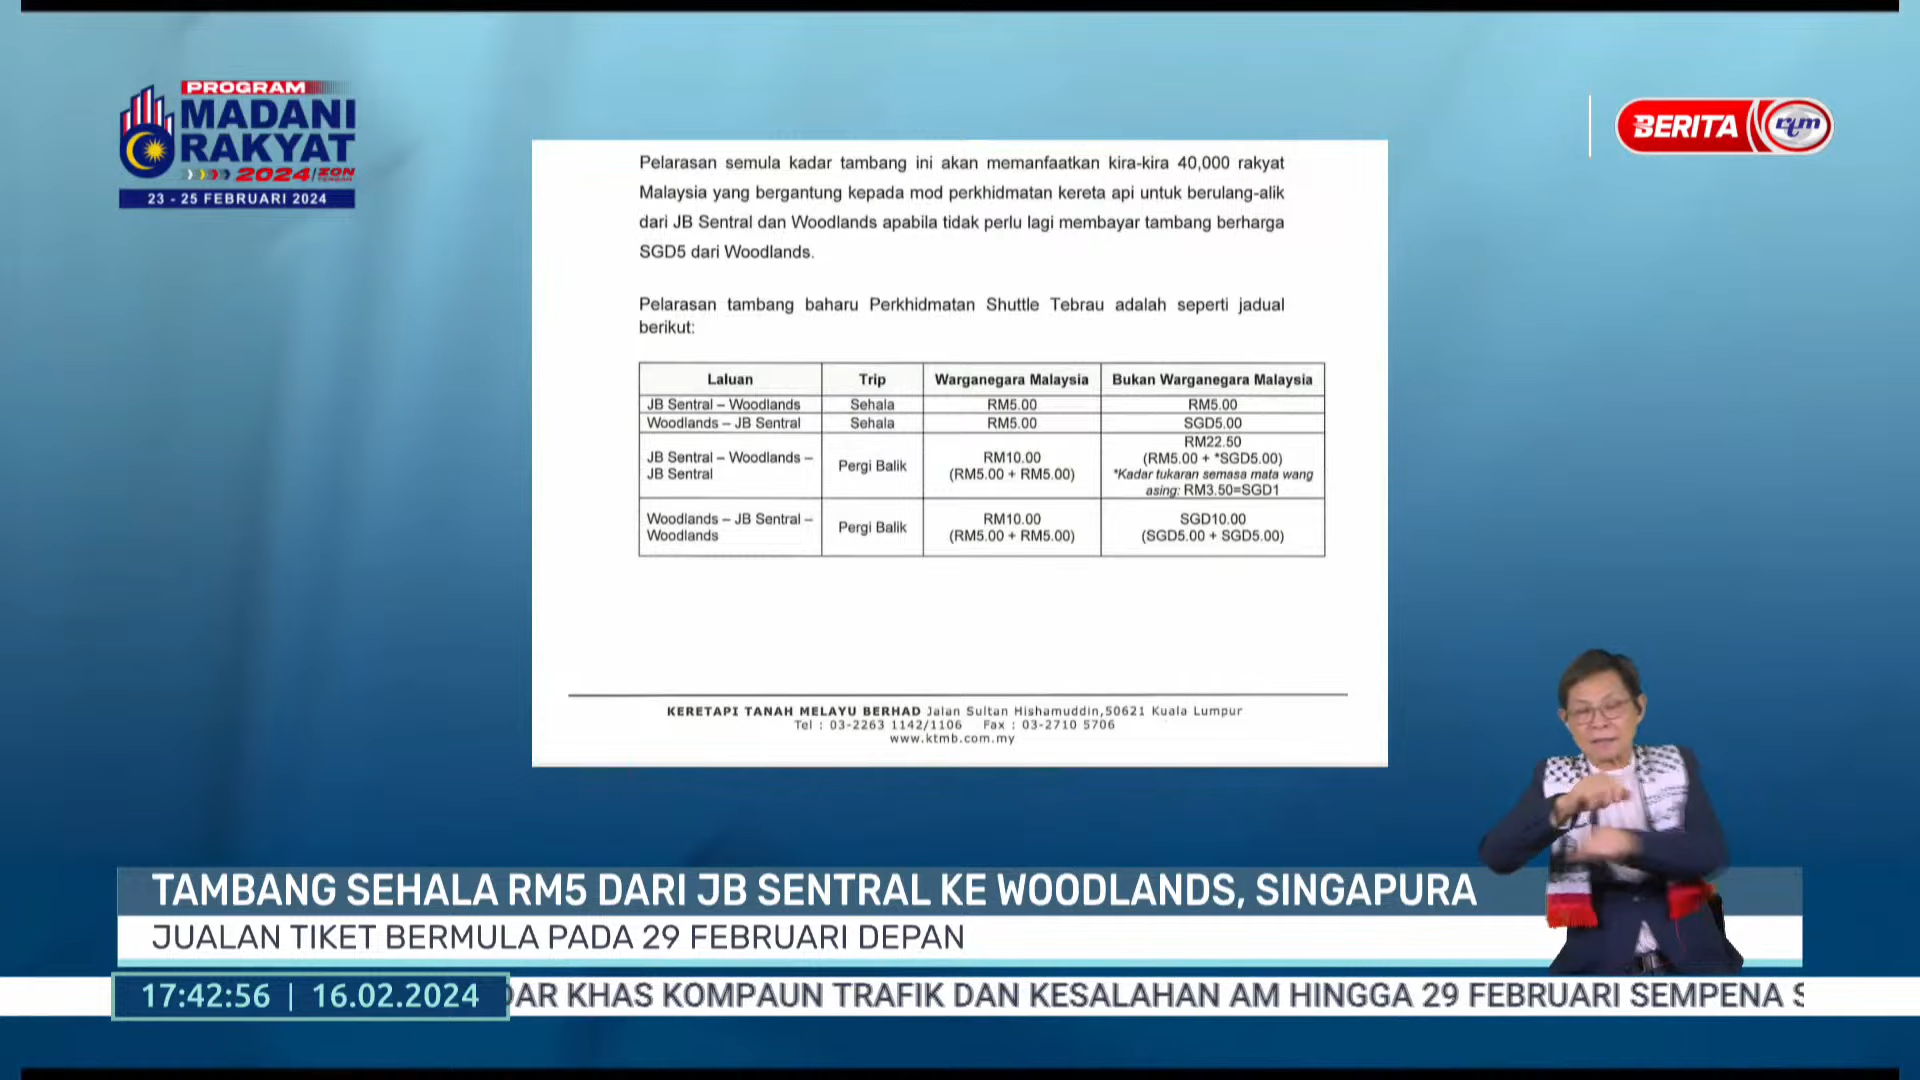 PROGRAM
MADANI
RAKYAT
2024/ZON
TENGAH
23 - 25 FEBRUARI 2024
BERITA rtm
Pelarasan semula kadar tambang ini akan memanfaatkan kira-kira 40,000 rakyat
Malaysia yang bergantung kepada mod perkhidmatan kereta api untuk berulang-alik
dari JB Sentral dan Woodlands apabila tidak perlu lagi membayar tambang berharga
SGD5 dari Woodlands.
Pelarasan tambang baharu Perkhidmatan Shuttle Tebrau adalah seperti jadual
berikut:
Laluan Trip Warganegara Malaysia Bukan Warganegara Malaysia
JB Sentral – Woodlands Sehala RM5.00 RM5.00
Woodlands – JB Sentral Sehala RM5.00 SGD5.00
JB Sentral – Woodlands –
JB Sentral
Pergi Balik
RM10.00
(RM5.00 + RM5.00)
RM22.50
(RM5.00 + *SGD5.00)
*Kadar tukaran semasa mata wang
asing: RM3.50=SGD1
Woodlands – JB Sentral –
Woodlands
Pergi Balik
RM10.00
(RM5.00 + RM5.00)
SGD10.00
(SGD5.00 + SGD5.00)
KERETAPI TANAH MELAYU BERHAD Jalan Sultan Hishamuddin,50621 Kuala Lumpur
Tel : 03-2263 1142/1106 Fax : 03-2710 5706
www.ktmb.com.my
TAMBANG SEHALA RM5 DARI JB SENTRAL KE WOODLANDS, SINGAPURA
JUALAN TIKET BERMULA PADA 29 FEBRUARI DEPAN
17:42:56 | 16.02.2024 DAR KHAS KOMPAUN TRAFIK DAN KESALAHAN AM HINGGA 29 FEBRUARI SEMPENA S